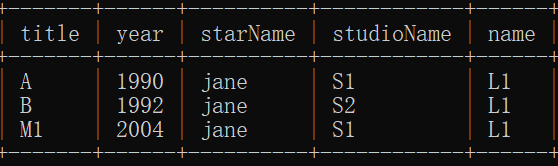 title year starName studioName name
A 1990 jane S1 L1
B 1992 jane S2 L1
M1 2004 jane S1 L1